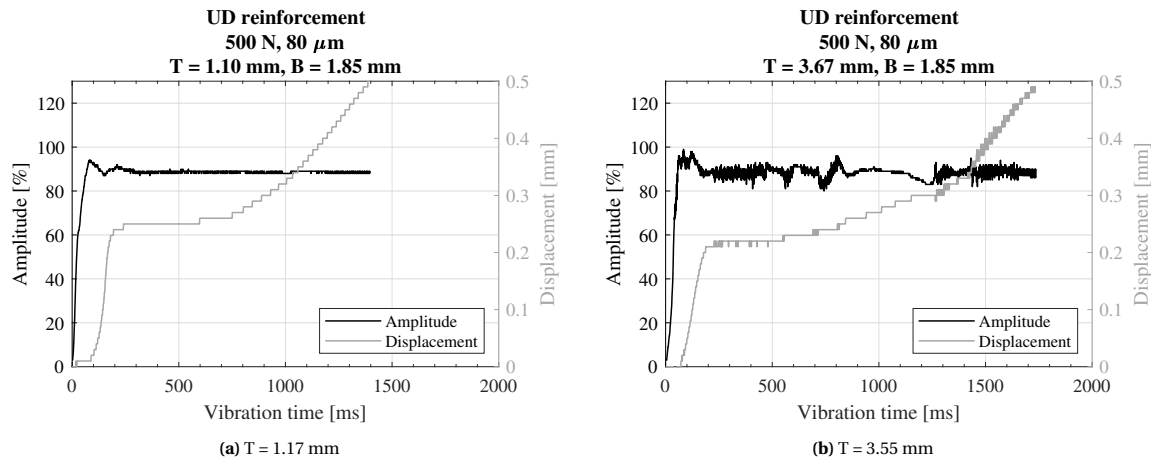 UD reinforcement
500 N, 80 μm
T = 1.10 mm, B = 1.85 mm
120
100
80
60
40
20
0
Amplitude [%]
0.5
0.4
0.3
0.2
0.1
0
Displacement [mm]
Amplitude
Displacement
0 500 1000 1500 2000
Vibration time [ms]
(a) T = 1.17 mm
UD reinforcement
500 N, 80 μm
T = 3.67 mm, B = 1.85 mm
120
100
80
60
40
20
0
Amplitude [%]
0.5
0.4
0.3
0.2
0.1
0
Displacement [mm]
Amplitude
Displacement
0 500 1000 1500 2000
Vibration time [ms]
(b) T = 3.55 mm